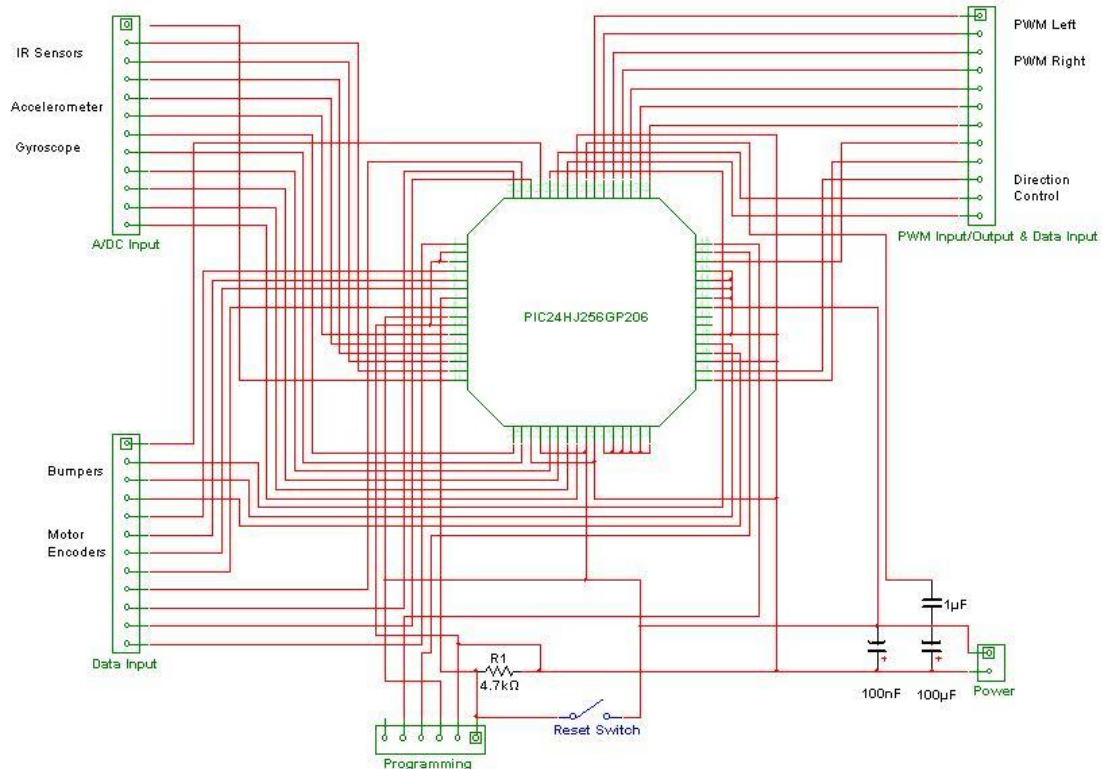 PWM Left
IR Sensors
PWM Right
Accelerometer
Gyroscope
Direction
Control
A/DC Input
PWM Input/Output & Data Input
PIC24HJ256GP206
Bumpers
Motor
Encoders
Data Input
1µF
R1
4.7kΩ
100nF
100µF
Power
Reset Switch
Programming